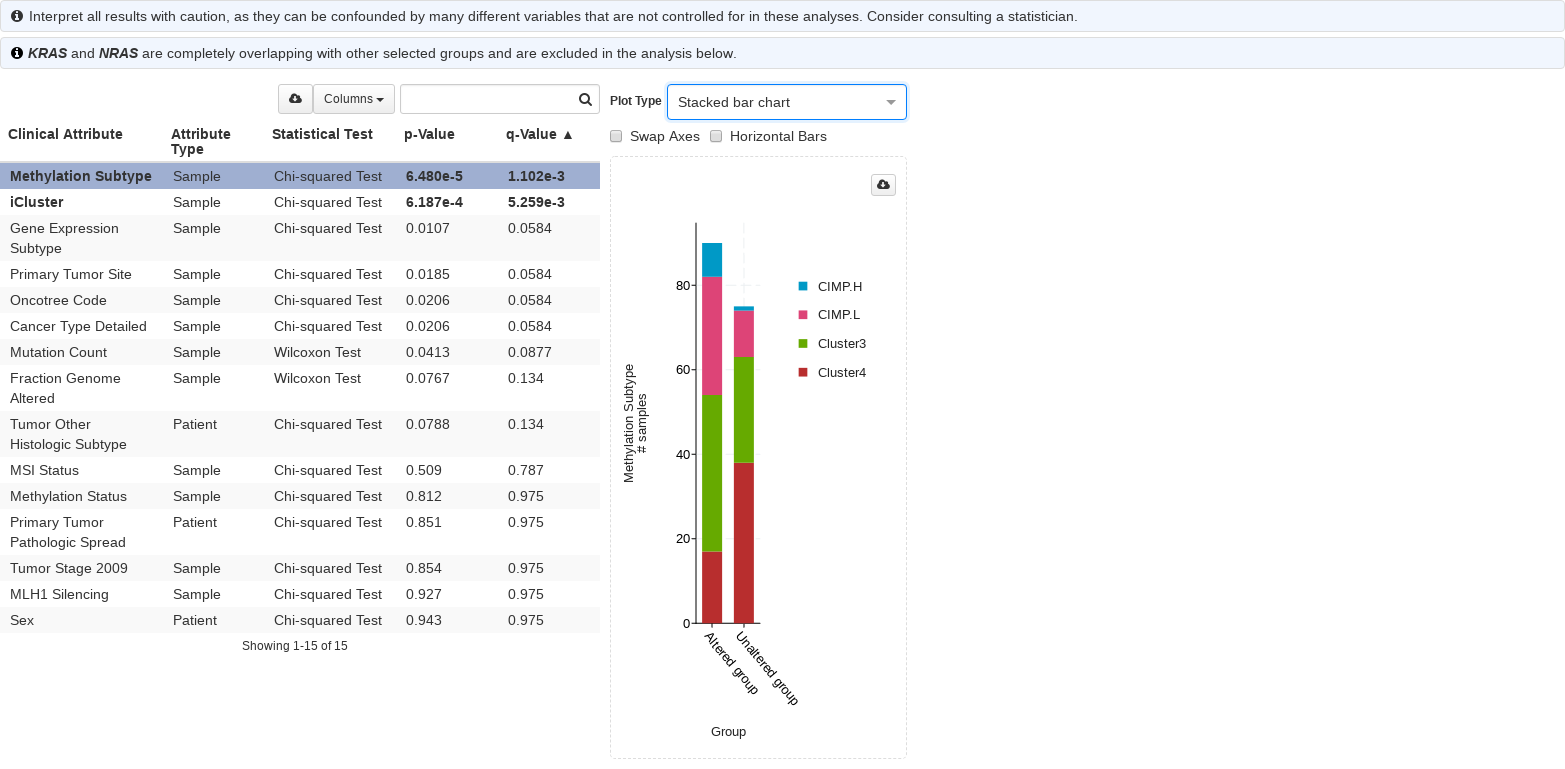 Interpret all results with caution, as they can be confounded by many different variables that are not controlled for in these analyses. Consider consulting a statistician.
KRAS and NRAS are completely overlapping with other selected groups and are excluded in the analysis below.
Columns
Clinical Attribute Attribute Type Statistical Test p-Value q-Value ▲
Methylation Subtype Sample Chi-squared Test 6.480e-5 1.102e-3
iCluster Sample Chi-squared Test 6.187e-4 5.259e-3
Gene Expression Subtype Sample Chi-squared Test 0.0107 0.0584
Primary Tumor Site Sample Chi-squared Test 0.0185 0.0584
Oncotree Code Sample Chi-squared Test 0.0206 0.0584
Cancer Type Detailed Sample Chi-squared Test 0.0206 0.0584
Mutation Count Sample Wilcoxon Test 0.0413 0.0877
Fraction Genome Altered Sample Wilcoxon Test 0.0767 0.134
Tumor Other Histologic Subtype Patient Chi-squared Test 0.0788 0.134
MSI Status Sample Chi-squared Test 0.509 0.787
Methylation Status Sample Chi-squared Test 0.812 0.975
Primary Tumor Pathologic Spread Patient Chi-squared Test 0.851 0.975
Tumor Stage 2009 Sample Chi-squared Test 0.854 0.975
MLH1 Silencing Sample Chi-squared Test 0.927 0.975
Sex Patient Chi-squared Test 0.943 0.975
Showing 1-15 of 15
Plot Type Stacked bar chart
Swap Axes Horizontal Bars
Methylation Subtype
# samples
80
60
40
20
0
CIMP.H
CIMP.L
Cluster3
Cluster4
Altered group
Unaltered group
Group